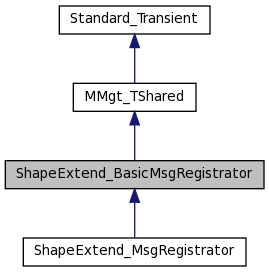 Standard_Transient
MMgt_TShared
ShapeExtend_BasicMsgRegistrator
ShapeExtend_MsgRegistrator